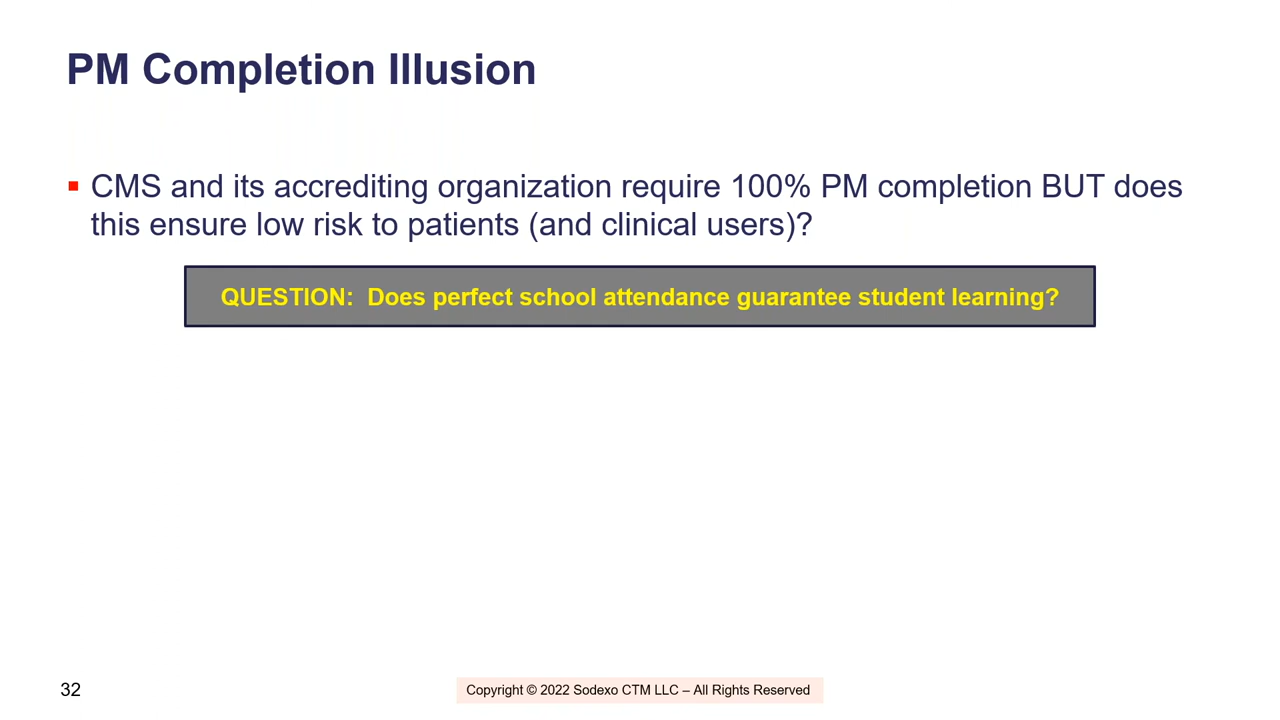 PM Completion Illusion
CMS and its accrediting organization require 100% PM completion BUT does
this ensure low risk to patients (and clinical users)?
QUESTION:  Does perfect school attendance guarantee student learning?
32
Copyright © 2022 Sodexo CTM LLC – All Rights Reserved